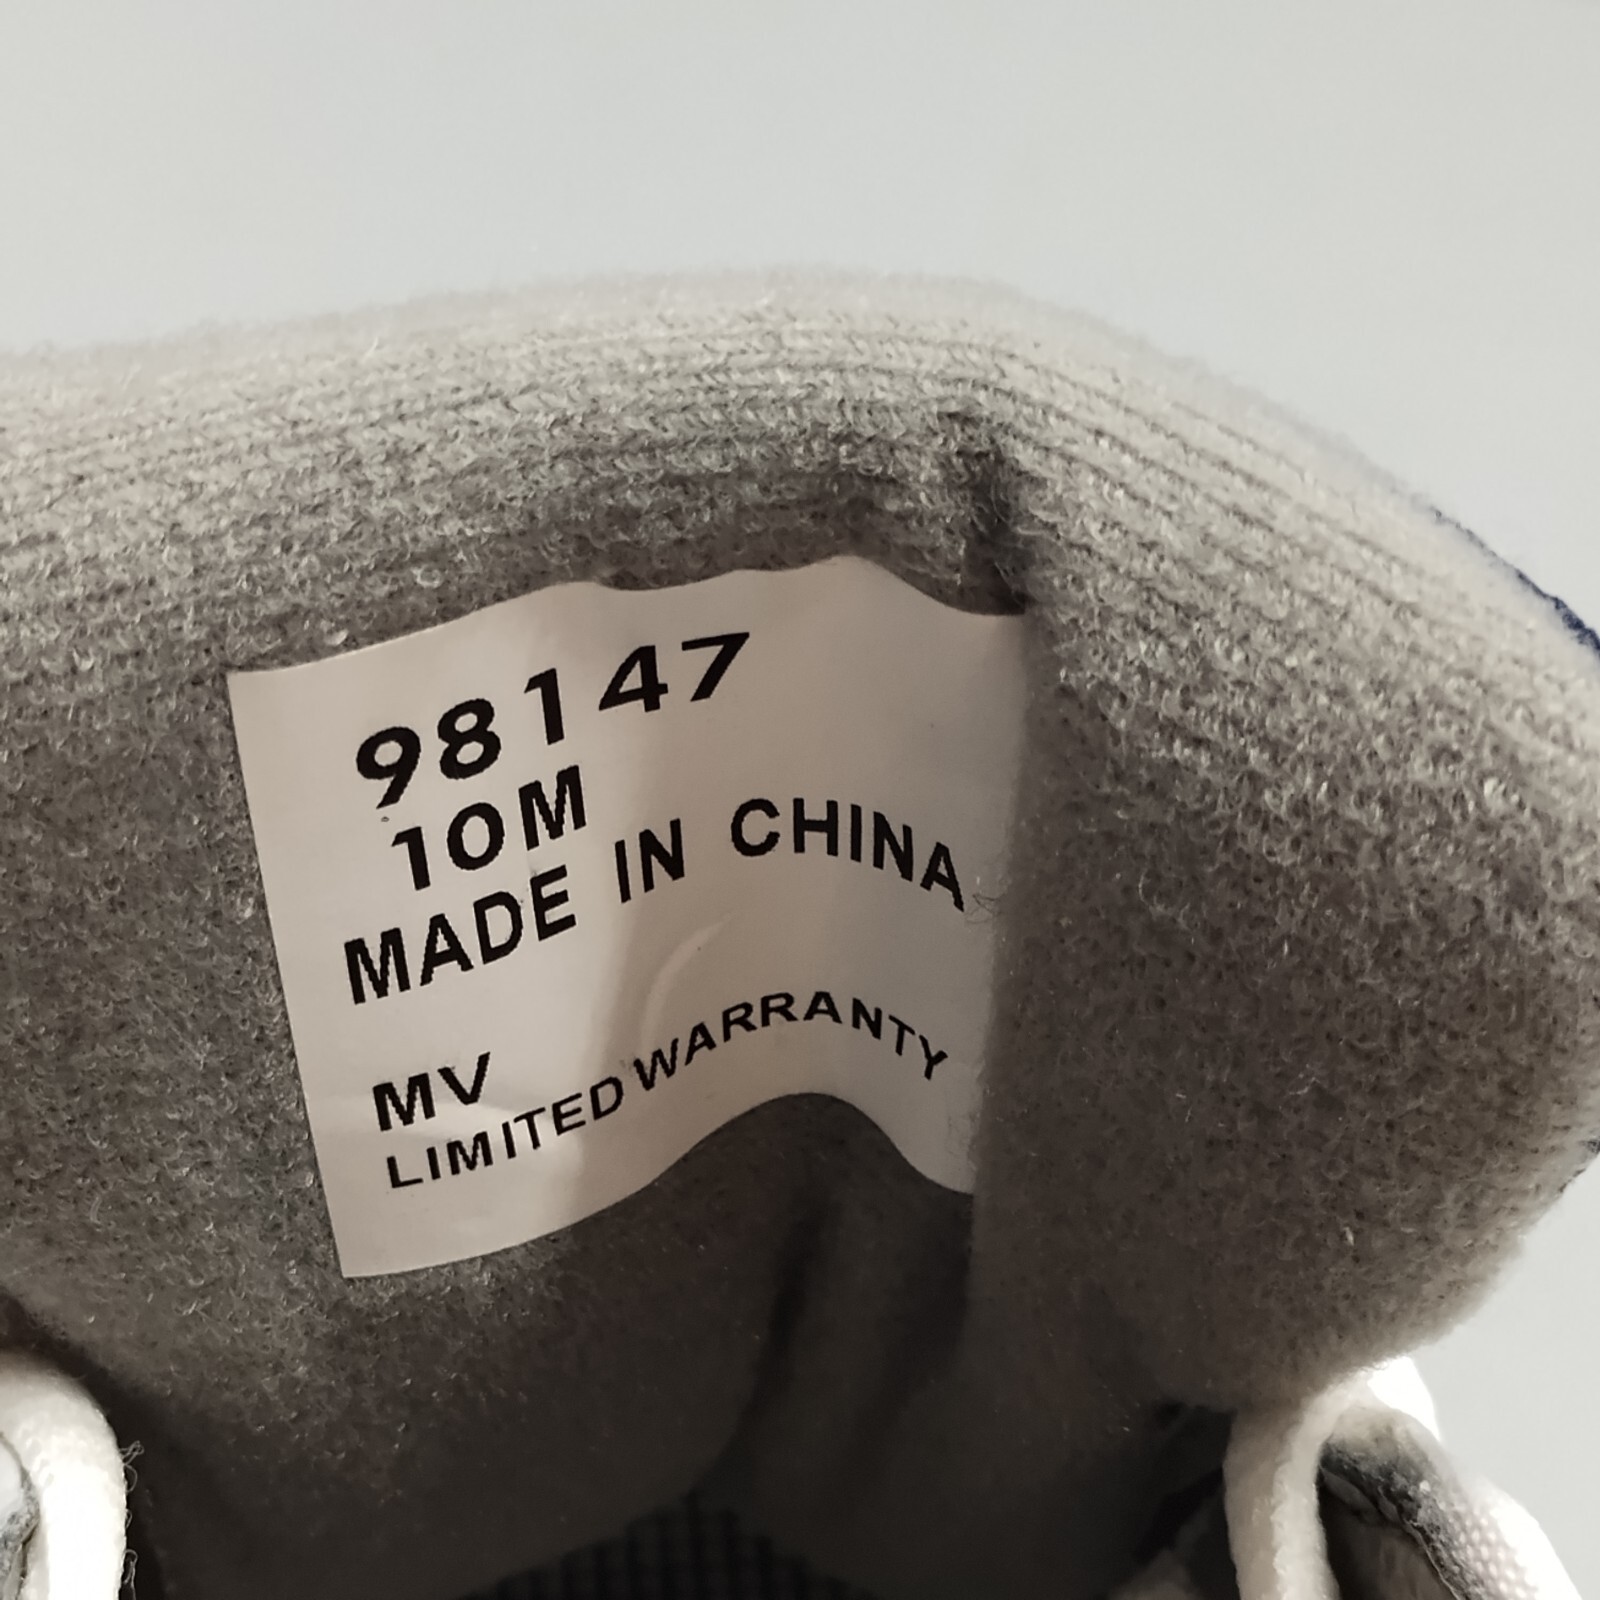 98147
10M
MADE IN CHINA
MV
LIMITED WARRANTY